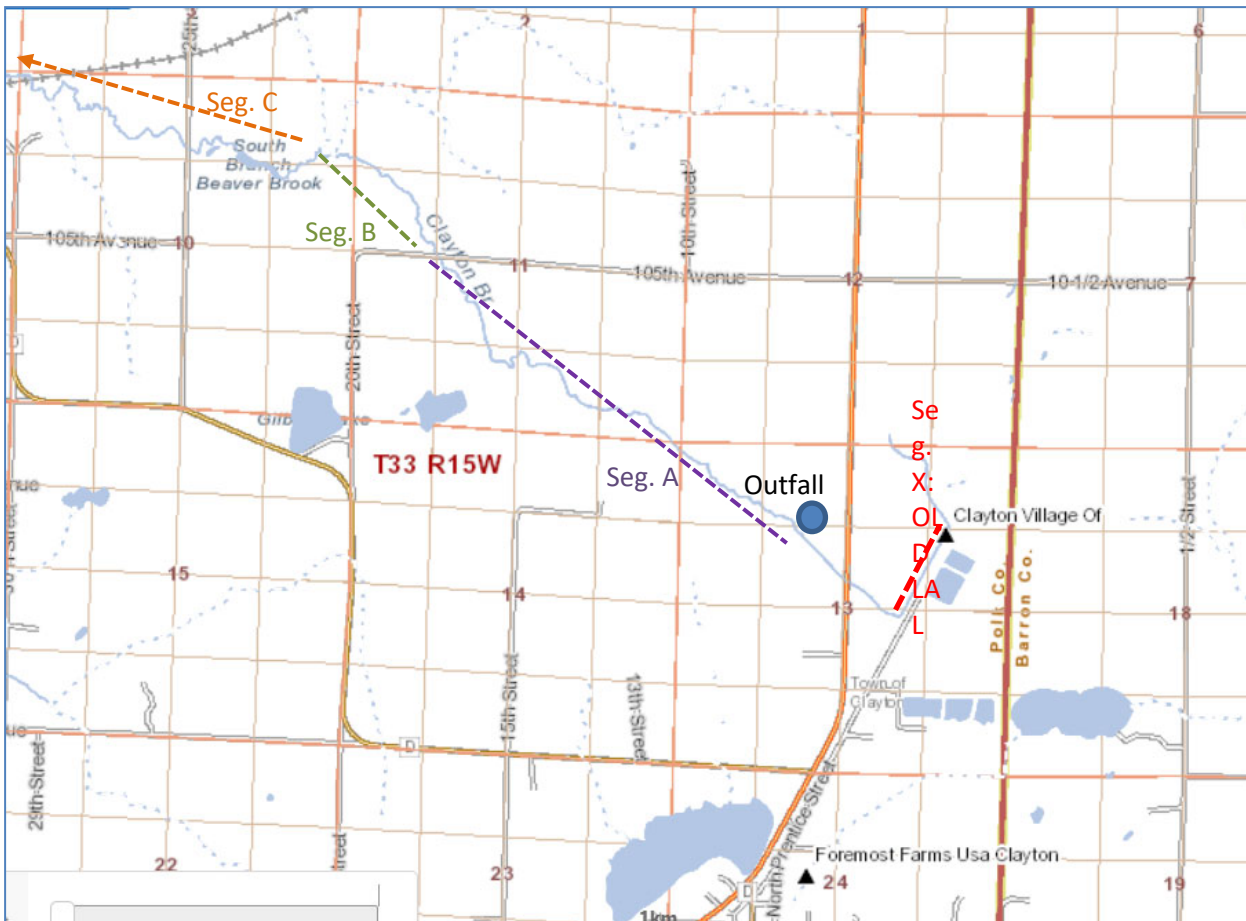 2
1
6
25th
Seg. C
South
Branch
Beaver Brook
10th Street
Seg. B
Clayton Br
105th Avenue
10
11
105th Avenue
12
10-1/2 Avenue
7
20th Street
D
Se
g.
X:
OL
D
LA
L
T33 R15W
Seg. A
Outfall
Clayton Village Of
1/2 Street
15
14
13
18
Polk Co.
Barron Co.
Town of
Clayton
15th Street
13th Street
D
29th Street
North Prentice Street
22
23
Foremost Farms Usa Clayton
24
19
D
1km